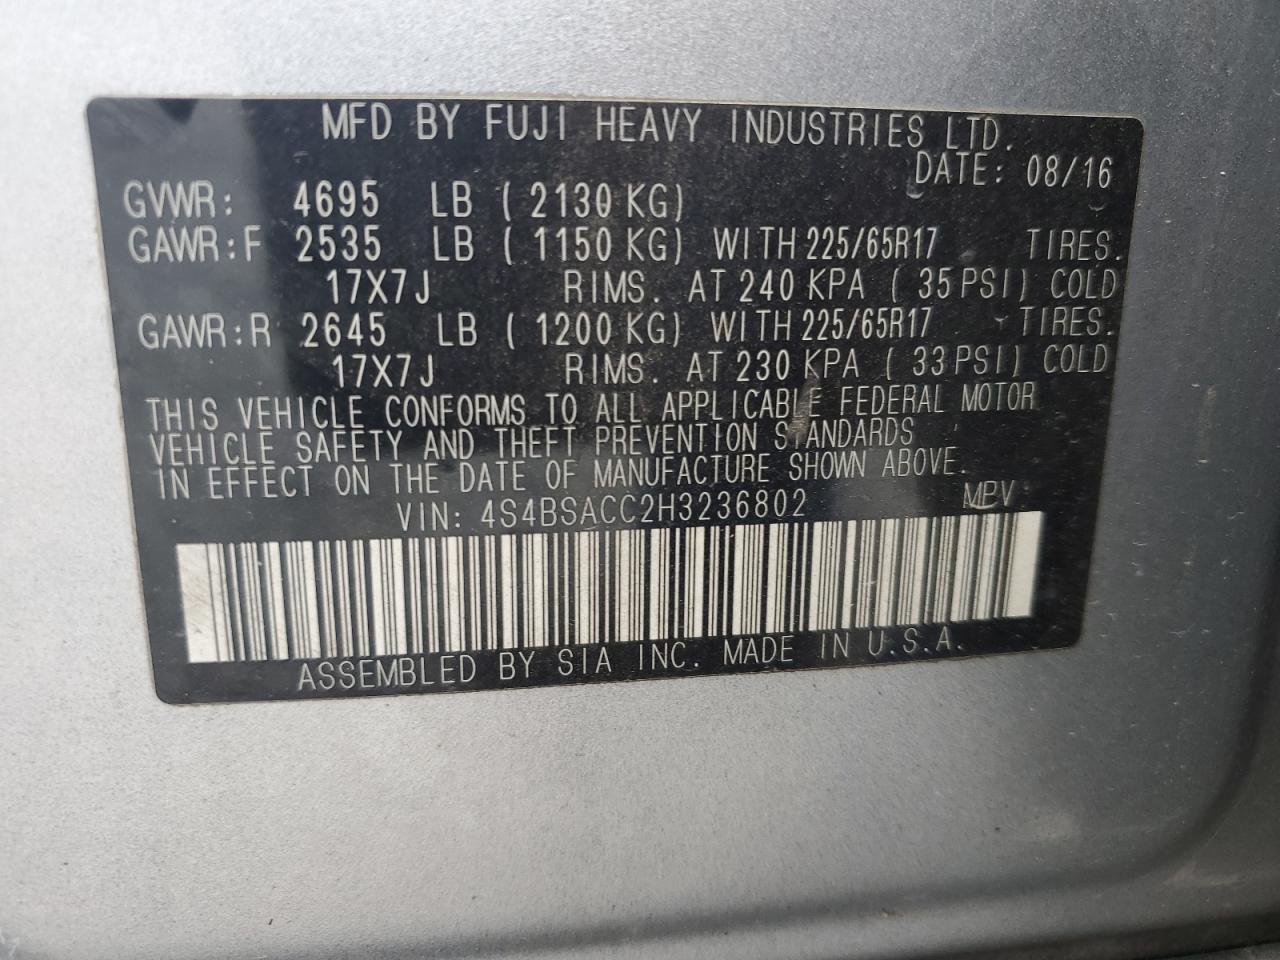 MFD BY FUJI HEAVY INDUSTRIES LTD.
DATE: 08/16
GVWR: 4695 LB (2130 KG)
GAWR:F 2535 LB (1150 KG) WITH 225/65R17 TIRES.
17X7J RIMS. AT 240 KPA (35 PSI) COLD
GAWR:R 2645 LB (1200 KG) WITH 225/65R17 TIRES.
17X7J RIMS. AT 230 KPA (33 PSI) COLD
THIS VEHICLE CONFORMS TO ALL APPLICABLE FEDERAL MOTOR
VEHICLE SAFETY AND THEFT PREVENTION STANDARDS
IN EFFECT ON THE DATE OF MANUFACTURE SHOWN ABOVE.
VIN: 4S4BSACC2H3236802 MPV
ASSEMBLED BY SIA INC. MADE IN U.S.A.